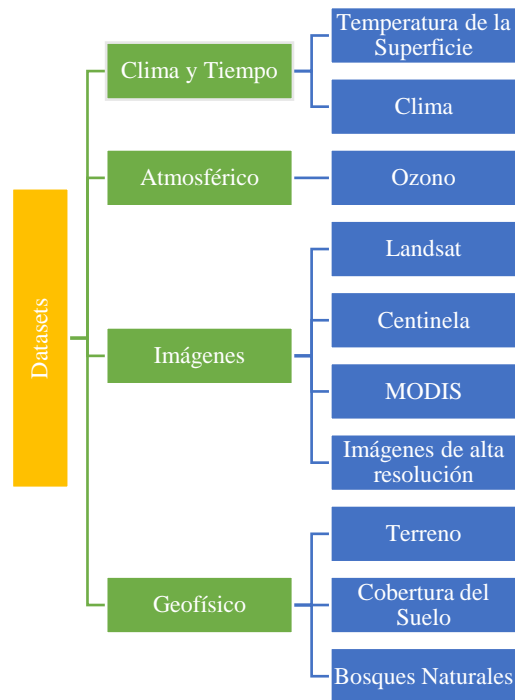 Datasets
Clima y Tiempo
Temperatura de la
Superficie
Clima
Atmosférico
Ozono
Imágenes
Landsat
Centinela
MODIS
Imágenes de alta
resolución
Geofísico
Terreno
Cobertura del
Suelo
Bosques Naturales